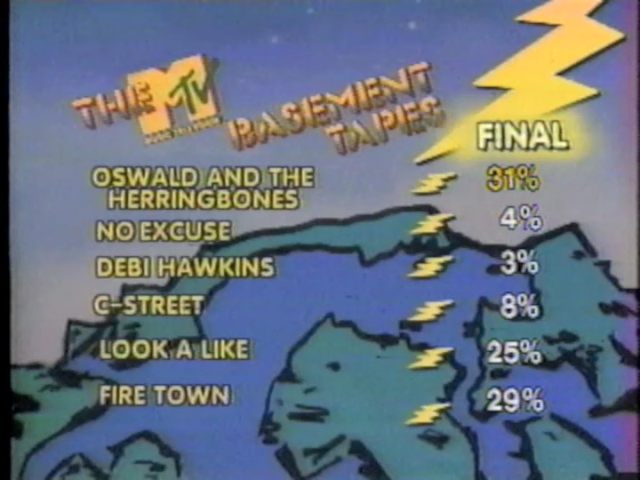 THE MTV
BASEMENT
TAPES
FINAL
OSWALD AND THE
HERRINGBONES 31%
NO EXCUSE 4%
DEBI HAWKINS 3%
C-STREET 8%
LOOK A LIKE 25%
FIRE TOWN 29%